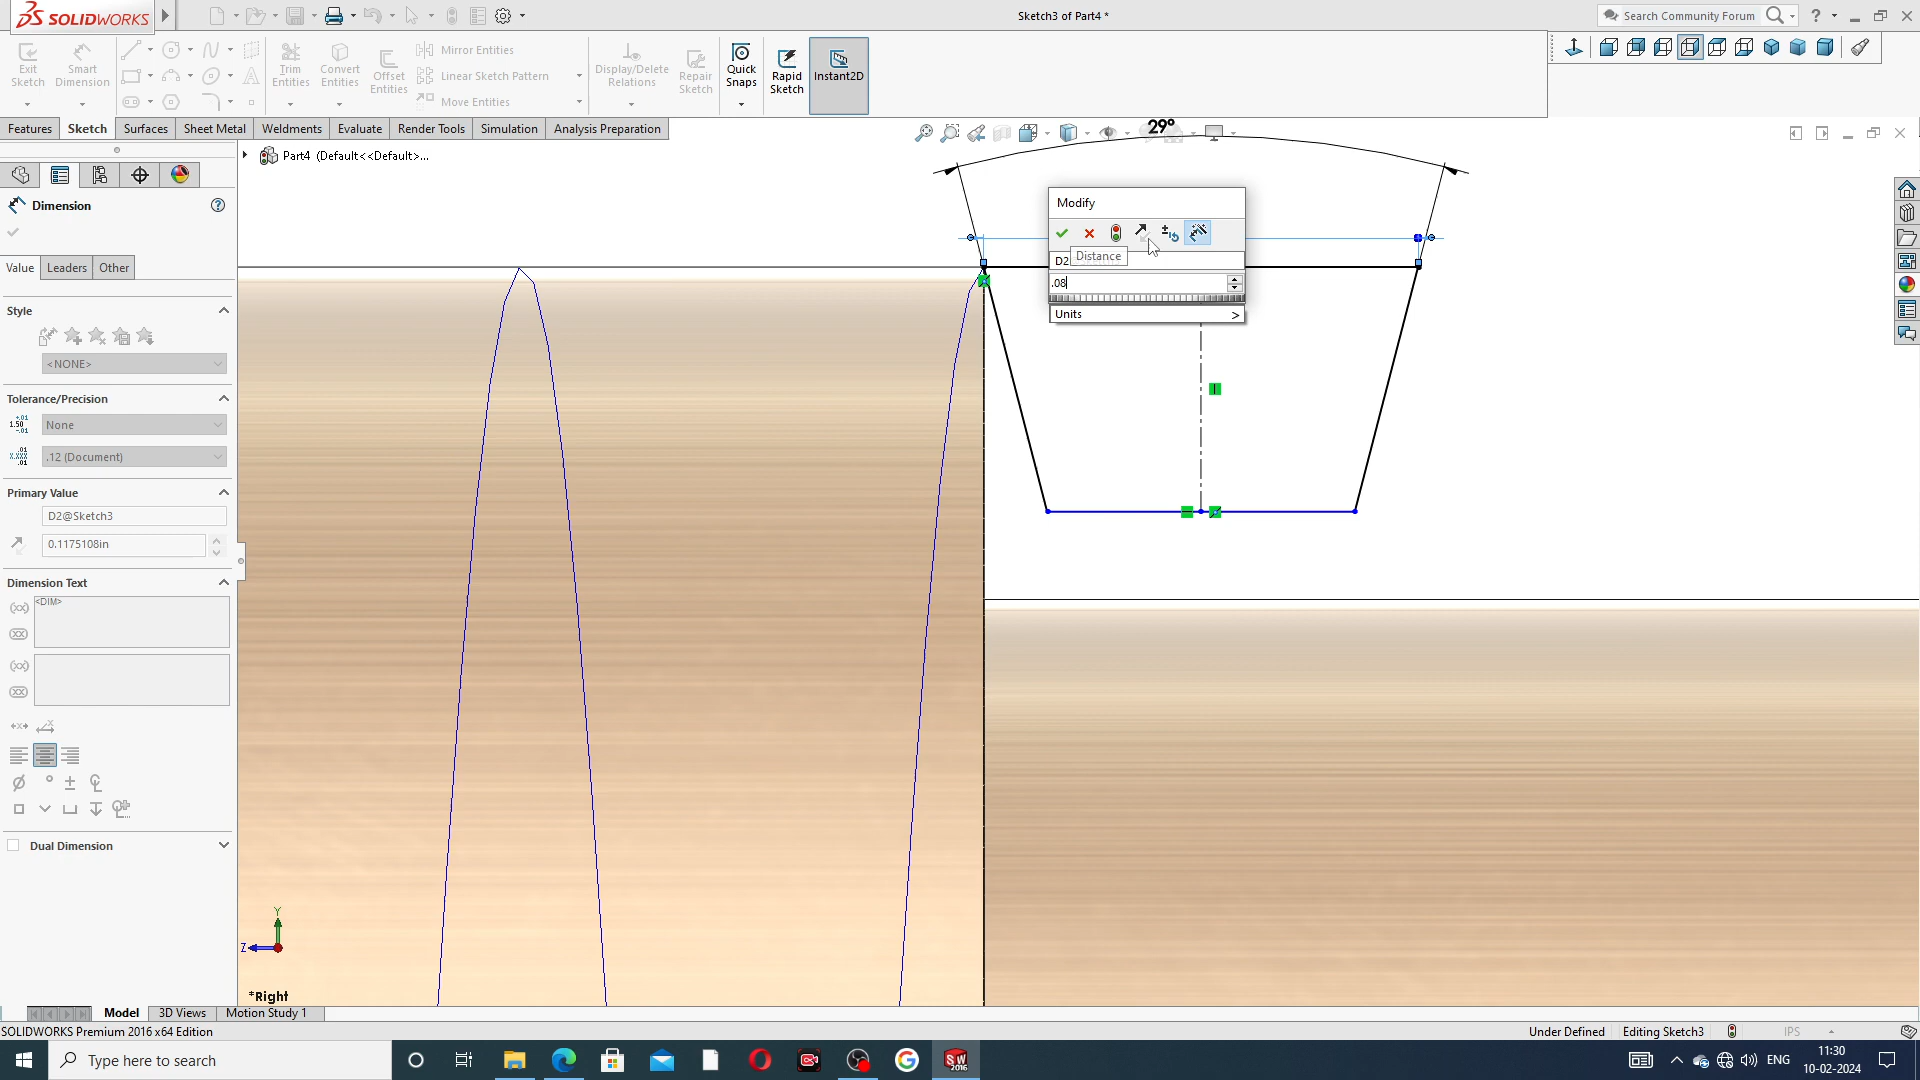 SOLIDWORKS
Sketch3 of Part4 *
Search Community Forum
Exit Sketch
Smart Dimension
Trim Entities
Convert Entities
Offset Entities
Mirror Entities
Linear Sketch Pattern
Move Entities
Display/Delete Relations
Repair Sketch
Quick Snaps
Rapid Sketch
Instant2D
Features
Sketch
Surfaces
Sheet Metal
Weldments
Evaluate
Render Tools
Simulation
Analysis Preparation
Part4 (Default<<Default>...
29°
Dimension
Value
Leaders
Other
Modify
D2
Distance
.08
Units >
Style
<NONE>
Tolerance/Precision
None
.12 (Document)
Primary Value
D2@Sketch3
0.1175108in
Dimension Text
<DIM>
Dual Dimension
Y
Z
*Right
Model
3D Views
Motion Study 1
SOLIDWORKS Premium 2016 x64 Edition
Under Defined
Editing Sketch3
IPS
Type here to search
ENG
11:30
10-02-2024